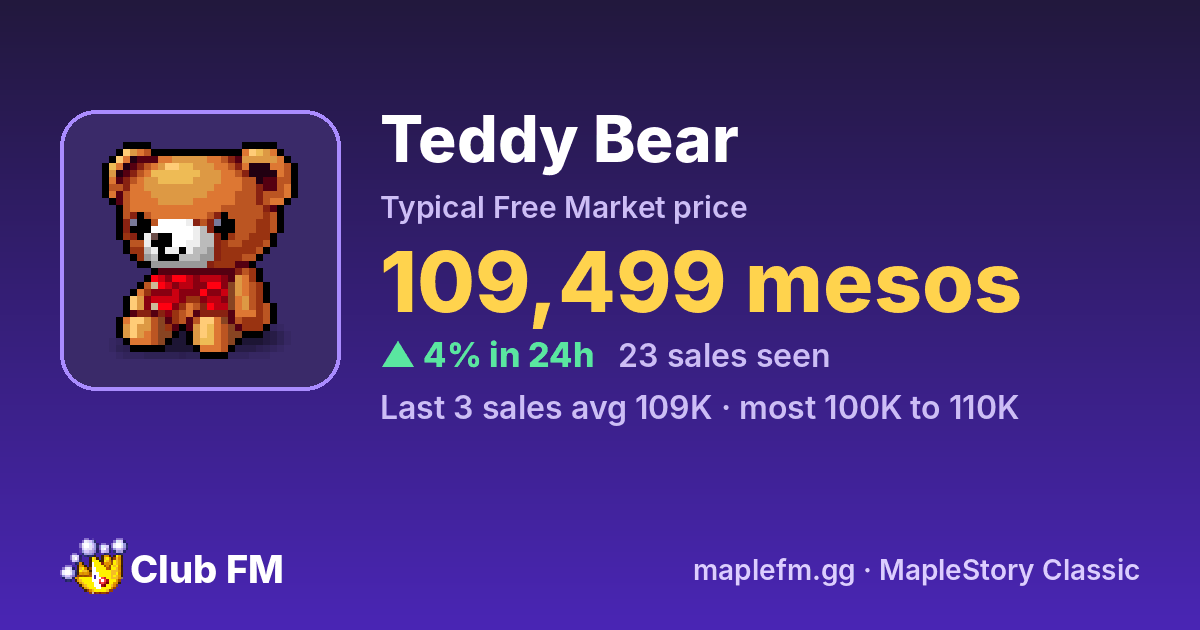 Teddy Bear
Typical Free Market price
109,499 mesos
▲ 4% in 24h 23 sales seen
Last 3 sales avg 109K · most 100K to 110K
Club FM
maplefm.gg · MapleStory Classic